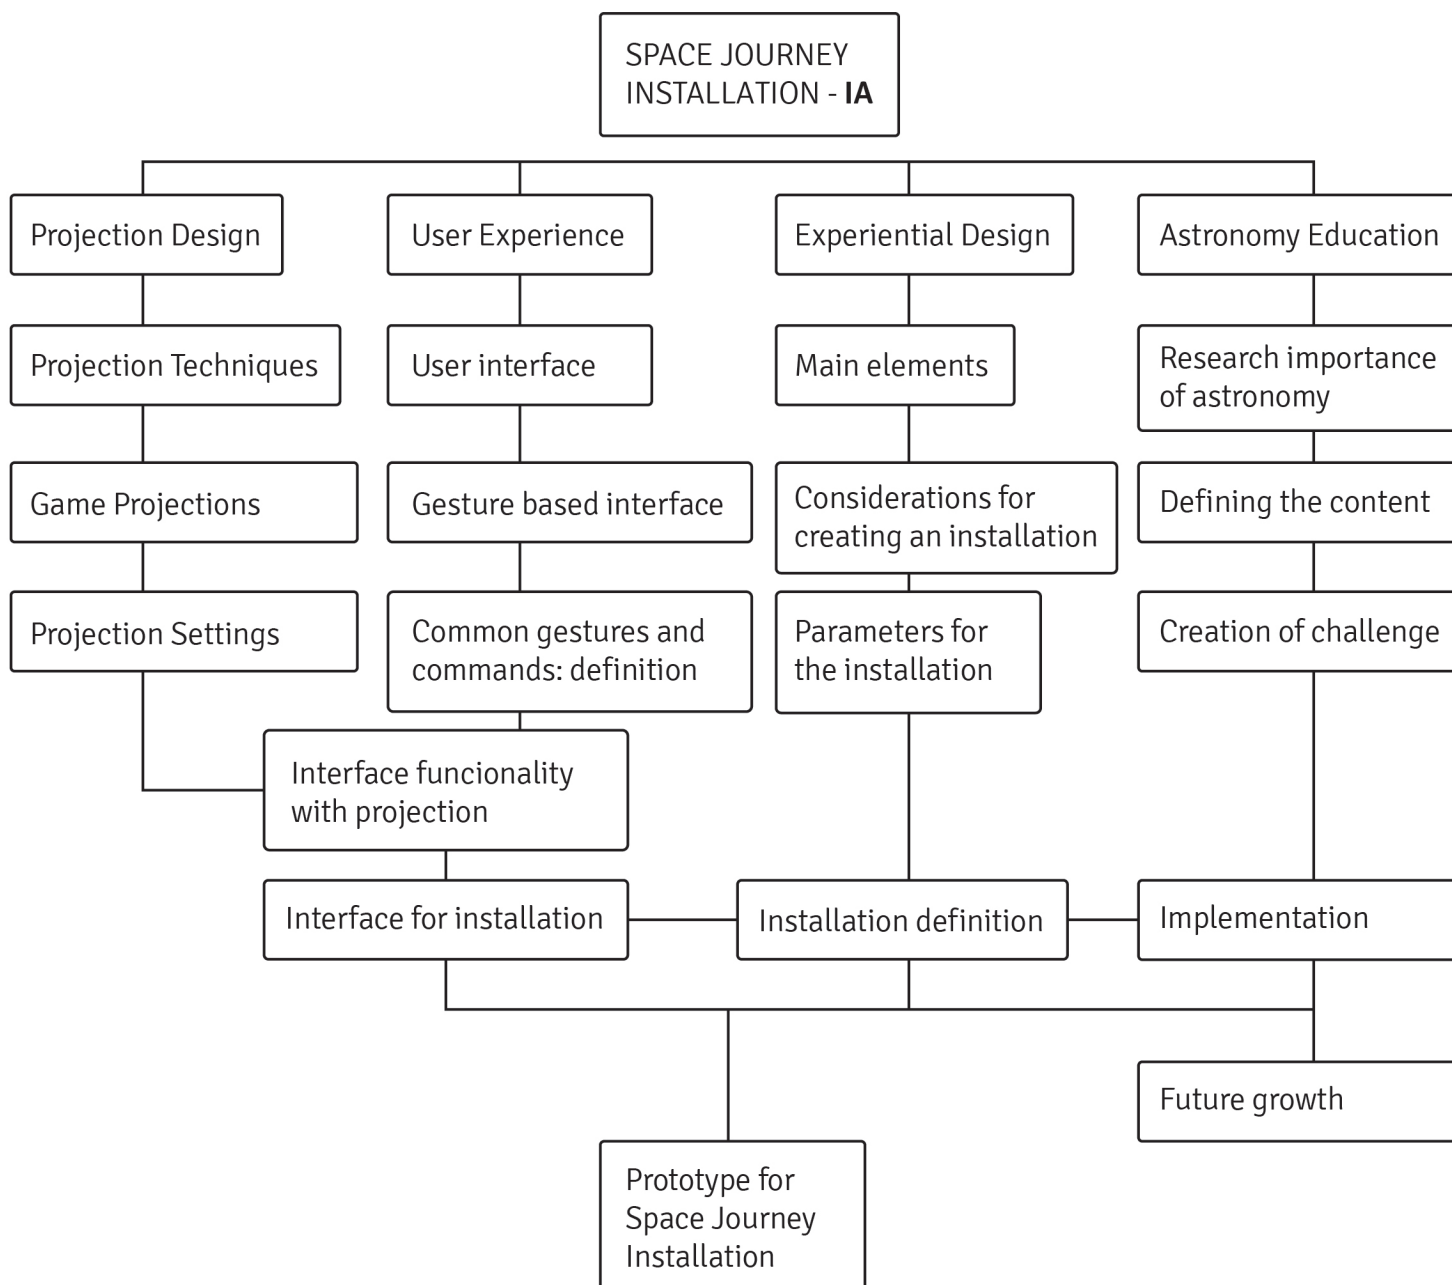 SPACE JOURNEY
INSTALLATION - IA
Projection Design
User Experience
Experiential Design
Astronomy Education
Projection Techniques
User interface
Main elements
Research importance
of astronomy
Game Projections
Gesture based interface
Considerations for
creating an installation
Defining the content
Projection Settings
Common gestures and
commands: definition
Parameters for
the installation
Creation of challenge
Interface funcionality
with projection
Interface for installation
Installation definition
Implementation
Future growth
Prototype for
Space Journey
Installation